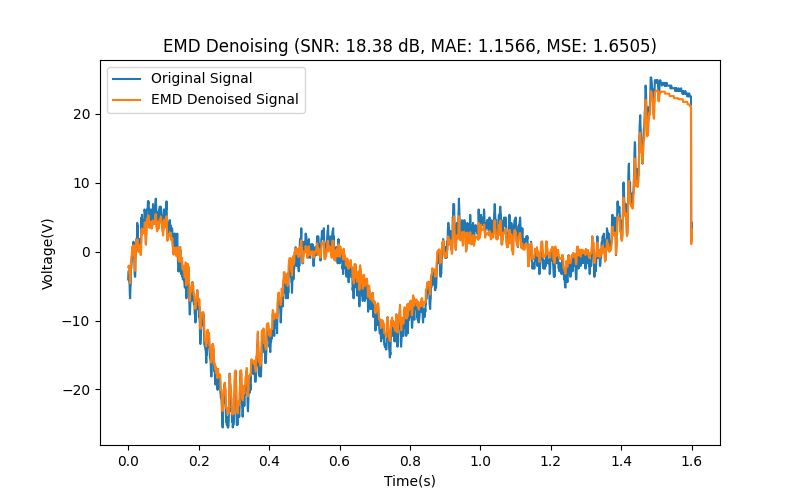 EMD Denoising (SNR: 18.38 dB, MAE: 1.1566, MSE: 1.6505)
Original Signal
EMD Denoised Signal
20
10
0
−10
−20
Voltage(V)
0.0 0.2 0.4 0.6 0.8 1.0 1.2 1.4 1.6
Time(s)